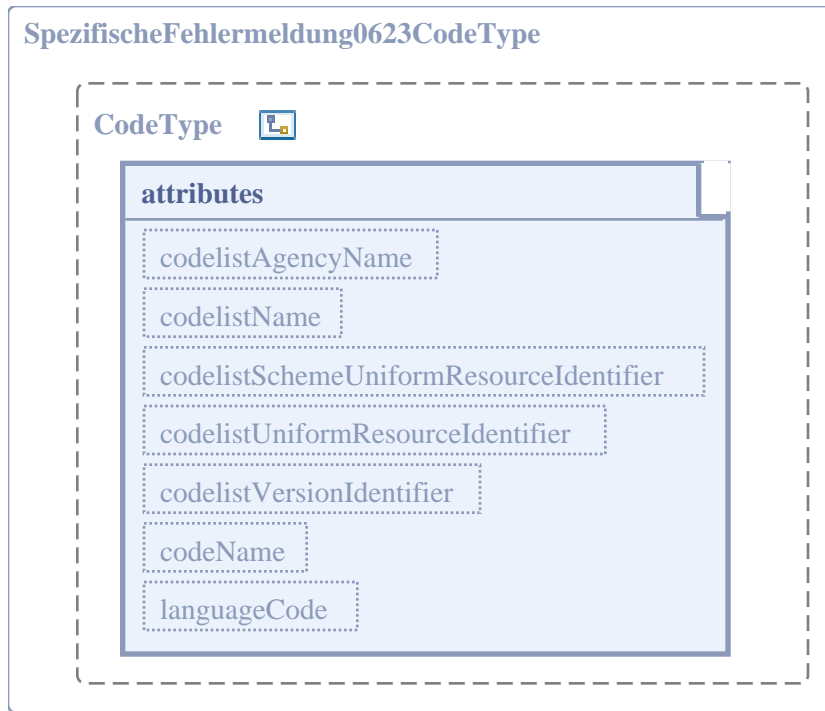 SpezifischeFehlermeldung0623CodeType
CodeType
attributes
codelistAgencyName
codelistName
codelistSchemeUniformResourceIdentifier
codelistUniformResourceIdentifier
codelistVersionIdentifier
codeName
languageCode